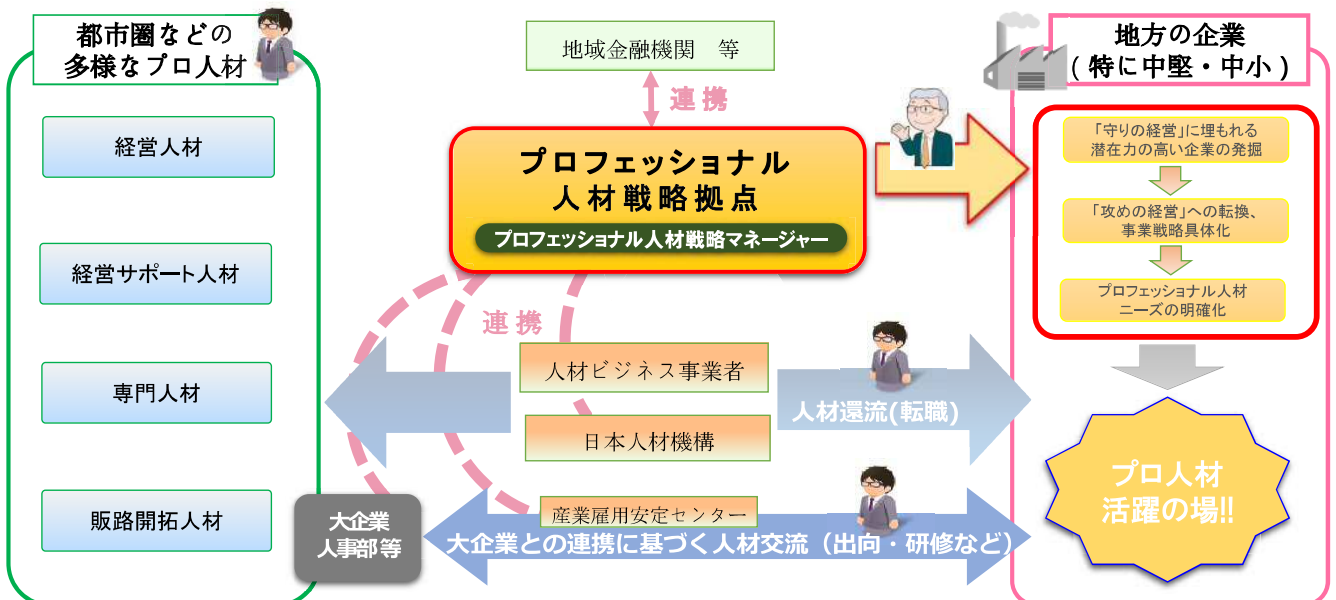 都市圏などの
多様なプロ人材
経営人材
経営サポート人材
専門人材
販路開拓人材
大企業
人事部等
地域金融機関 等
連携
プロフェッショナル
人材戦略拠点
プロフェッショナル人材戦略マネージャー
連携
人材ビジネス事業者
日本人材機構
人材還流(転職)
産業雇用安定センター
大企業との連携に基づく人材交流（出向・研修など）
地方の企業
(特に中堅・中小)
「守りの経営」に埋もれる
潜在力の高い企業の発掘
「攻めの経営」への転換、
事業戦略具体化
プロフェッショナル人材
ニーズの明確化
プロ人材
活躍の場!!